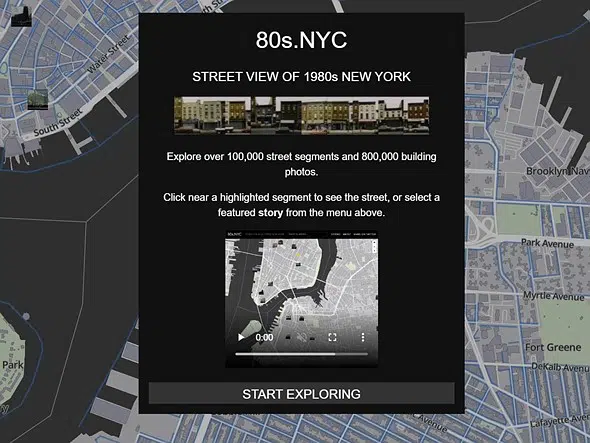 80s.NYC
STREET VIEW OF 1980s NEW YORK
Explore over 100,000 street segments and 800,000 building
photos.
Click near a highlighted segment to see the street, or select a
featured story from the menu above.
80s.NYC
0:00
START EXPLORING
Water Street
South Street
Park
Brooklyn Nav
Park Avenue
Myrtle Avenue
Fort Greene
DeKalb Avenue
Lafayette Avenue